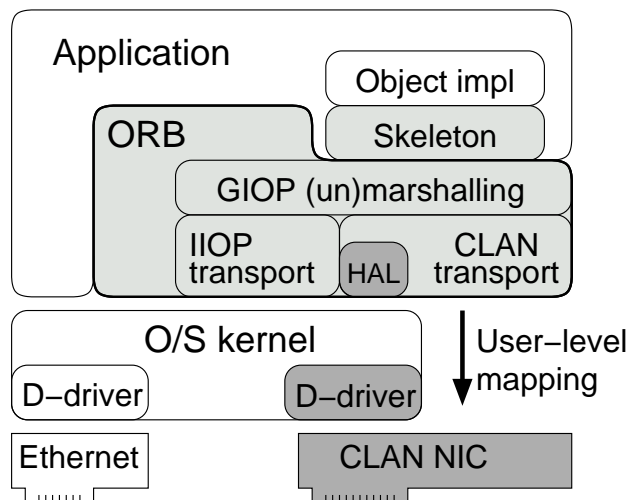 Application
Object impl
ORB
Skeleton
GIOP (un)marshalling
IIOP
transport
HAL
CLAN
transport
O/S kernel
User−level
mapping
D−driver
D−driver
Ethernet
CLAN NIC